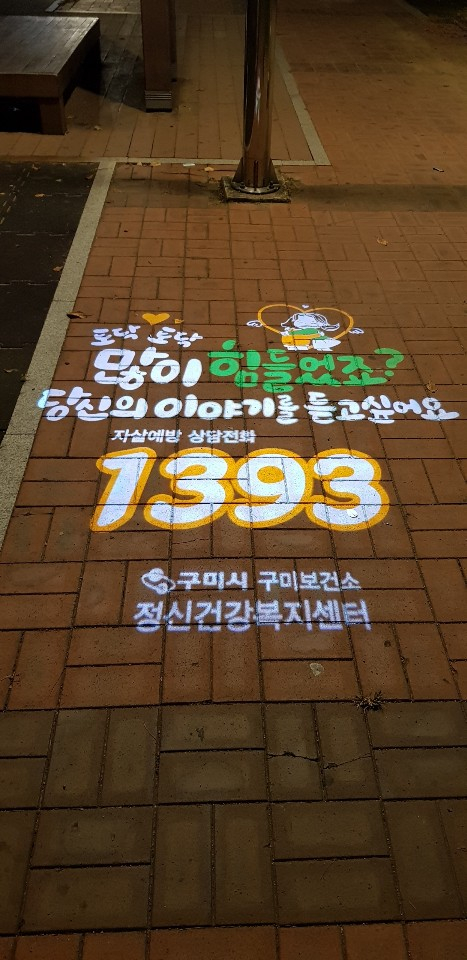 토닥 토닥
많이 힘들었죠?
당신의 이야기를 듣고싶어요
자살예방 상담전화
1393
구미시 구미보건소
정신건강복지센터